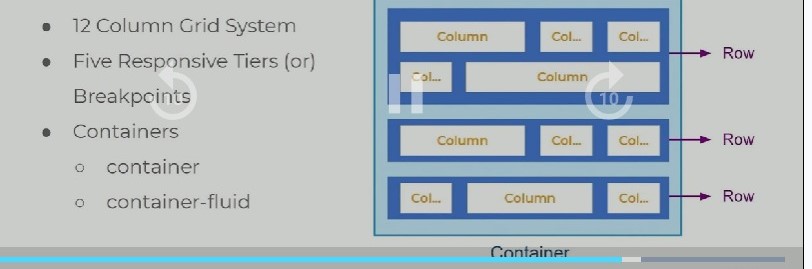 12 Column Grid System
Five Responsive Tiers (or)
Breakpoints
Containers
container
container-fluid
Column Col... Col...
Col... Column
Row
Column Col... Col...
Row
Col... Column Col...
Row
Container
10